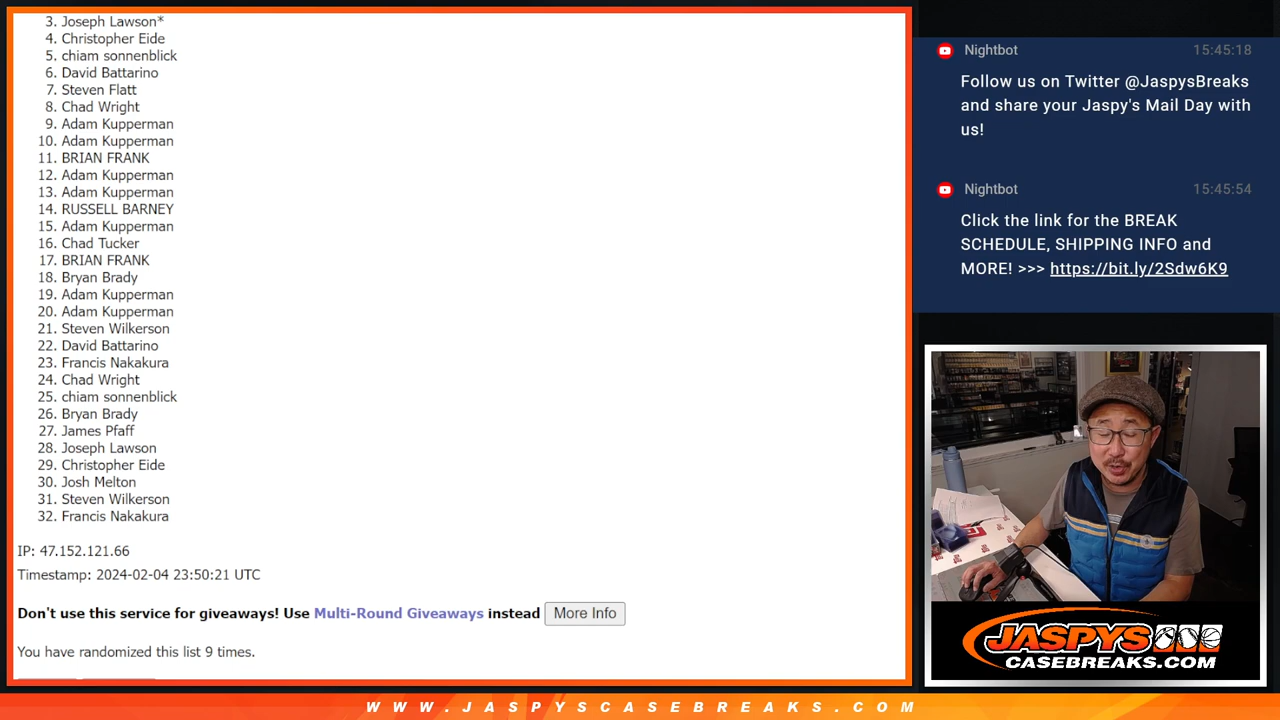 3. Joseph Lawson*
4. Christopher Eide
5. chiam sonnenblick
6. David Battarino
7. Steven Flatt
8. Chad Wright
9. Adam Kupperman
10. Adam Kupperman
11. BRIAN FRANK
12. Adam Kupperman
13. Adam Kupperman
14. RUSSELL BARNEY
15. Adam Kupperman
16. Chad Tucker
17. BRIAN FRANK
18. Bryan Brady
19. Adam Kupperman
20. Adam Kupperman
21. Steven Wilkerson
22. David Battarino
23. Francis Nakakura
24. Chad Wright
25. chiam sonnenblick
26. Bryan Brady
27. James Pfaff
28. Joseph Lawson
29. Christopher Eide
30. Josh Melton
31. Steven Wilkerson
32. Francis Nakakura
IP: 47.152.121.66
Timestamp: 2024-02-04 23:50:21 UTC
Don't use this service for giveaways! Use Multi-Round Giveaways instead More Info
You have randomized this list 9 times.
Nightbot 15:45:18
Follow us on Twitter @JaspysBreaks
and share your Jaspy's Mail Day with
us!
Nightbot 15:45:54
Click the link for the BREAK
SCHEDULE, SHIPPING INFO and
MORE! >>> https://bit.ly/2Sdw6K9
JASPYS
CASEBREAKS.COM
WWW.JASPYSCASEBREAKS.COM